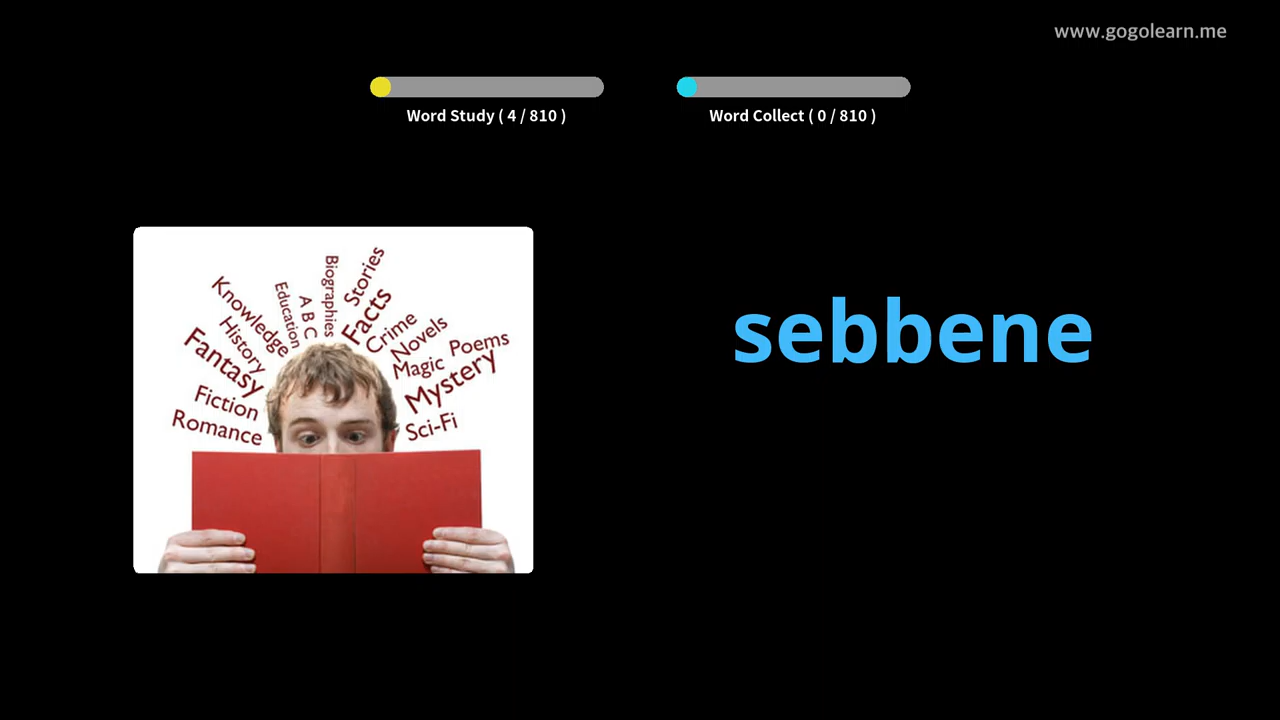 www.gogolearn.me
Word Study ( 4 / 810 )
Word Collect ( 0 / 810 )
Stories
Biographies
Facts
A B C
Education
Knowledge
History
Crime
Novels
Poems
Magic
Fantasy
Mystery
Fiction
Romance
Sci-Fi
sebbene